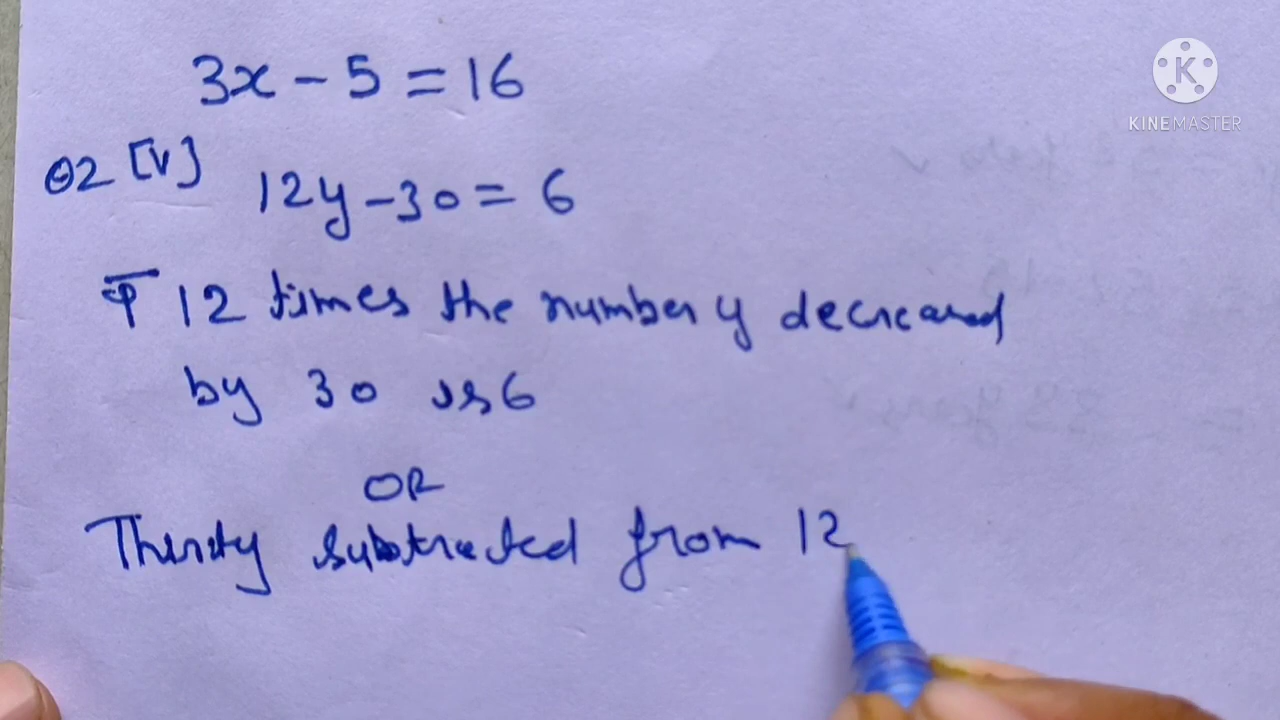 3x - 5 = 16
K
KINEMASTER
Q2 [V]
12y - 30 = 6
12 times the number y decreased
by 30 is 6
OR
Thirty subtracted from 12